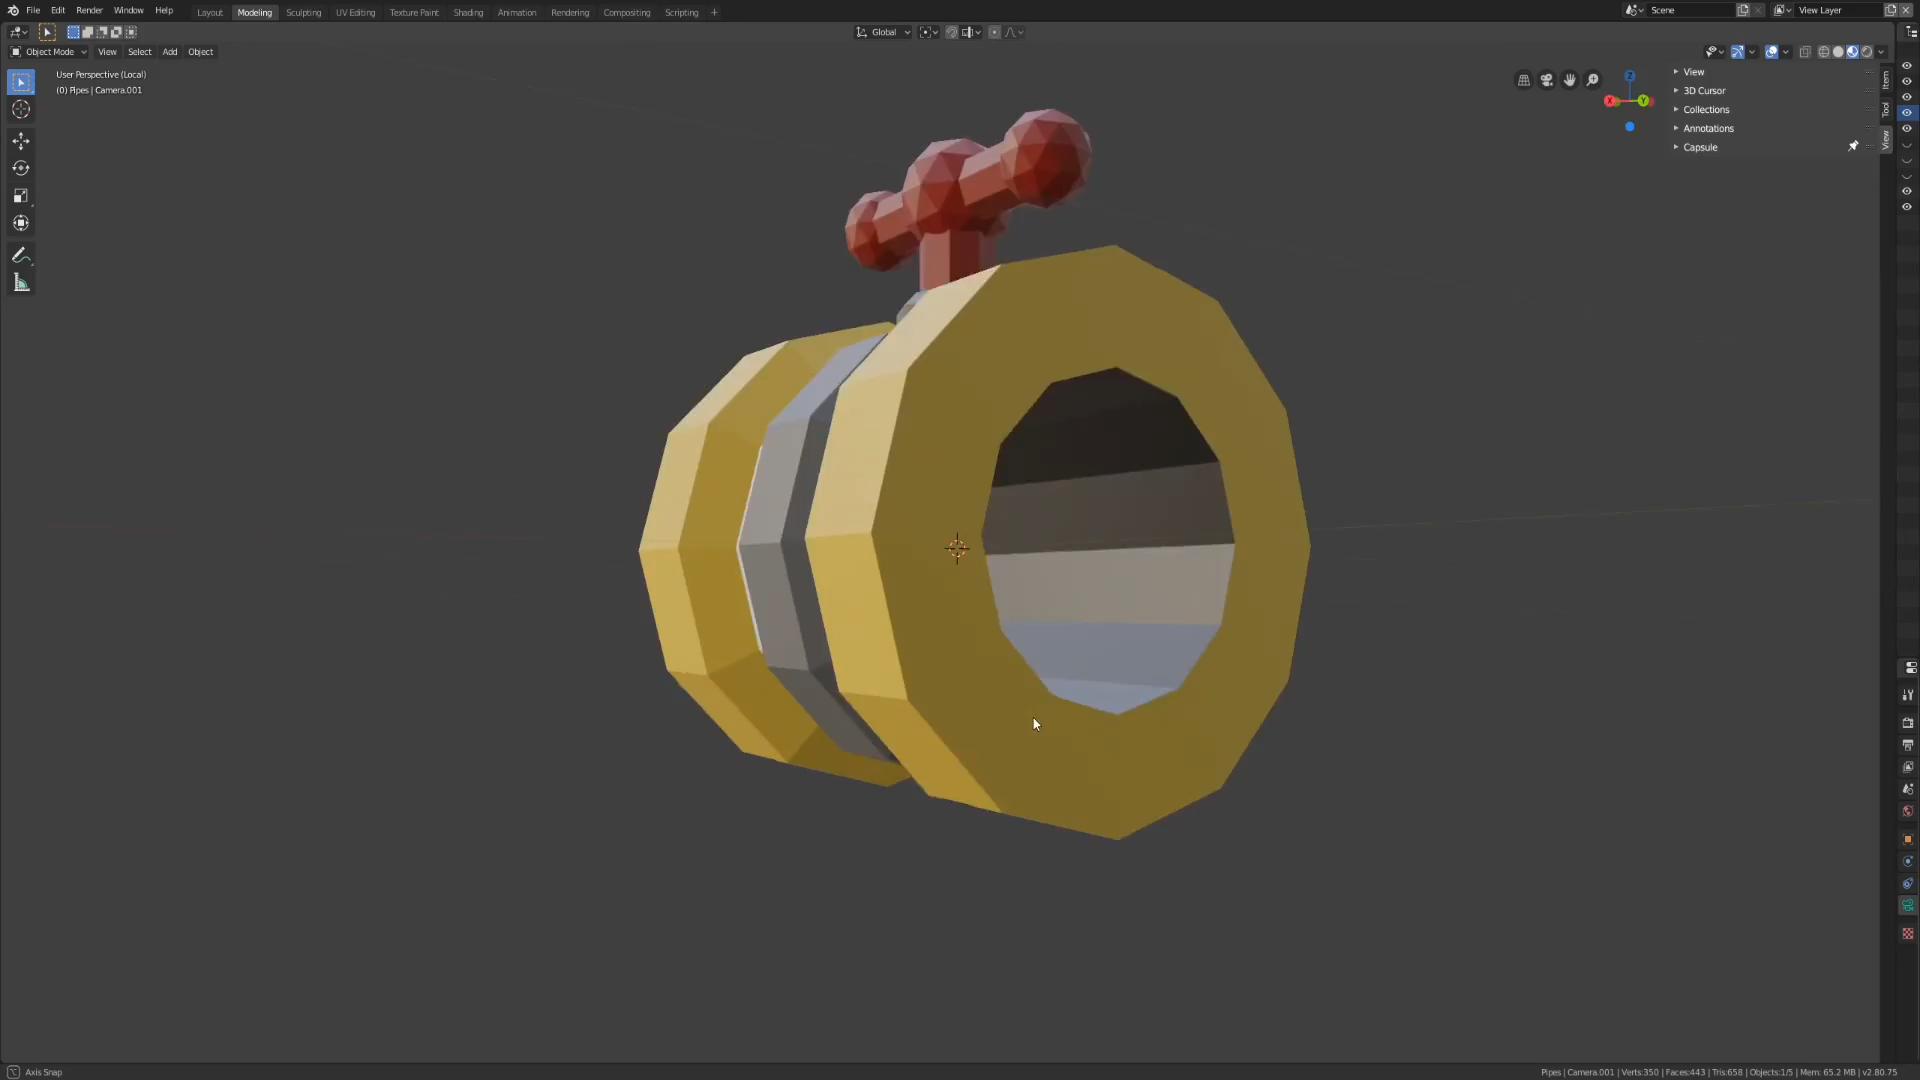 File Edit Render Window Help Layout Modeling Sculpting UV Editing Texture Paint Shading Animation Rendering Compositing Scripting + Scene View Layer
Global
Object Mode View Select Add Object
User Perspective (Local)
(0) Pipes | Camera.001
Z
X Y
View
3D Cursor
Collections
Annotations
Capsule
Item
Tool
View
Axis Snap
Pipes | Camera.001 | Verts:350 | Faces:443 | Tris:658 | Objects:1/5 | Mem: 65.2 MB | v2.80.75